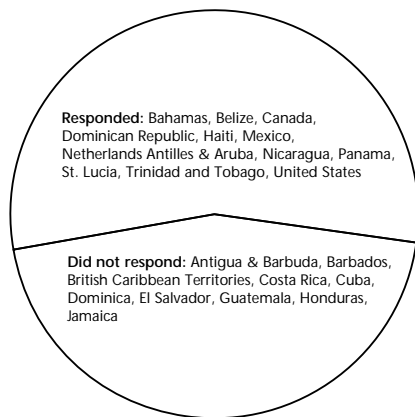 Responded: Bahamas, Belize, Canada,
Dominican Republic, Haiti, Mexico,
Netherlands Antilles & Aruba, Nicaragua, Panama,
St. Lucia, Trinidad and Tobago, United States
Did not respond: Antigua & Barbuda, Barbados,
British Caribbean Territories, Costa Rica, Cuba,
Dominica, El Salvador, Guatemala, Honduras,
Jamaica